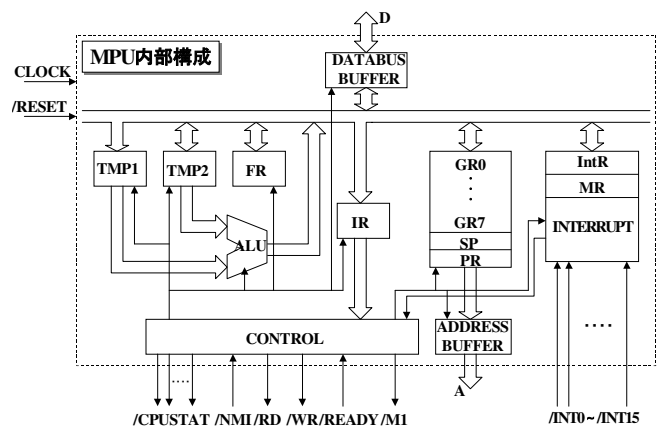 D
MPU内部構成
DATABUS
BUFFER
CLOCK
/RESET
TMP1
TMP2
FR
GR0
IntR
MR
ALU
IR
GR7
INTERRUPT
SP
PR
CONTROL
ADDRESS
BUFFER
A
/CPUSTAT /NMI /RD /WR /READY /M1
/INT0~/INT15